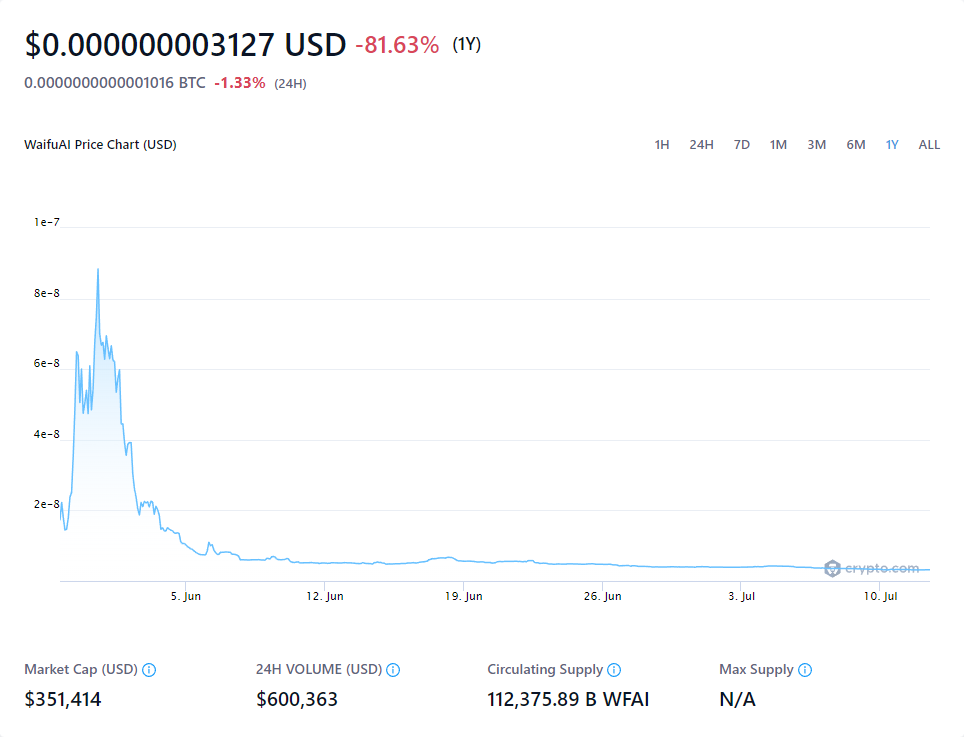 $0.000000003127 USD -81.63% (1Y)
0.0000000000001016 BTC -1.33% (24H)
WaifuAI Price Chart (USD) 1H 24H 7D 1M 3M 6M 1Y ALL
1e-7
8e-8
6e-8
4e-8
2e-8
crypto.com
5. Jun 12. Jun 19. Jun 26. Jun 3. Jul 10. Jul
Market Cap (USD) 24H VOLUME (USD) Circulating Supply Max Supply
$351,414 $600,363 112,375.89 B WFAI N/A